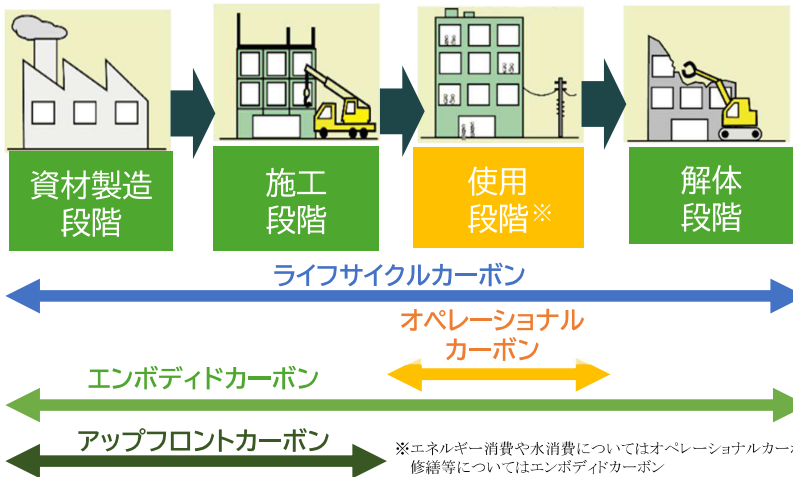 資材製造
段階
施工
段階
使用
段階※
解体
段階
ライフサイクルカーボン
オペレーショナル
カーボン
エンボディドカーボン
アップフロントカーボン
※エネルギー消費や水消費についてはオペレーショナルカー
修繕等についてはエンボディドカーボン